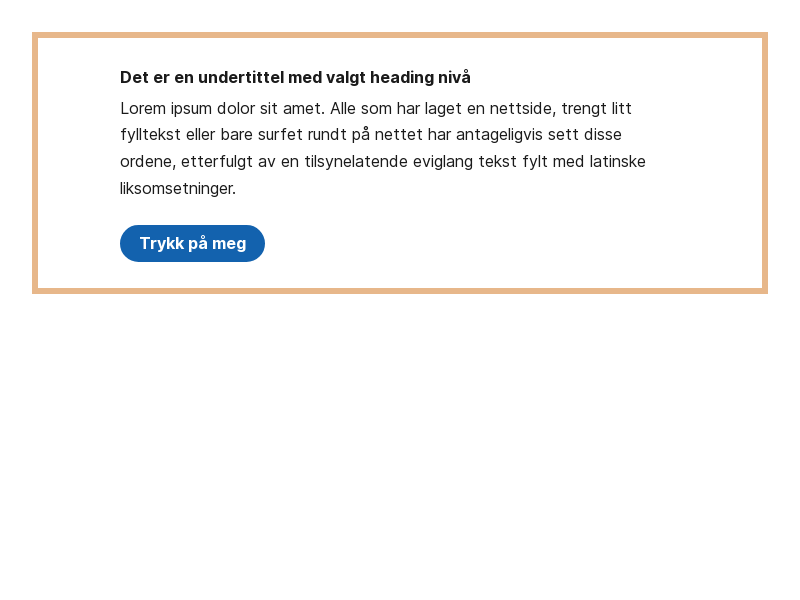 Det er en undertittel med valgt heading nivå
Lorem ipsum dolor sit amet. Alle som har laget en nettside, trengt litt
fylltekst eller bare surfet rundt på nettet har antageligvis sett disse
ordene, etterfulgt av en tilsynelatende eviglang tekst fylt med latinske
liksomsetninger.
Trykk på meg